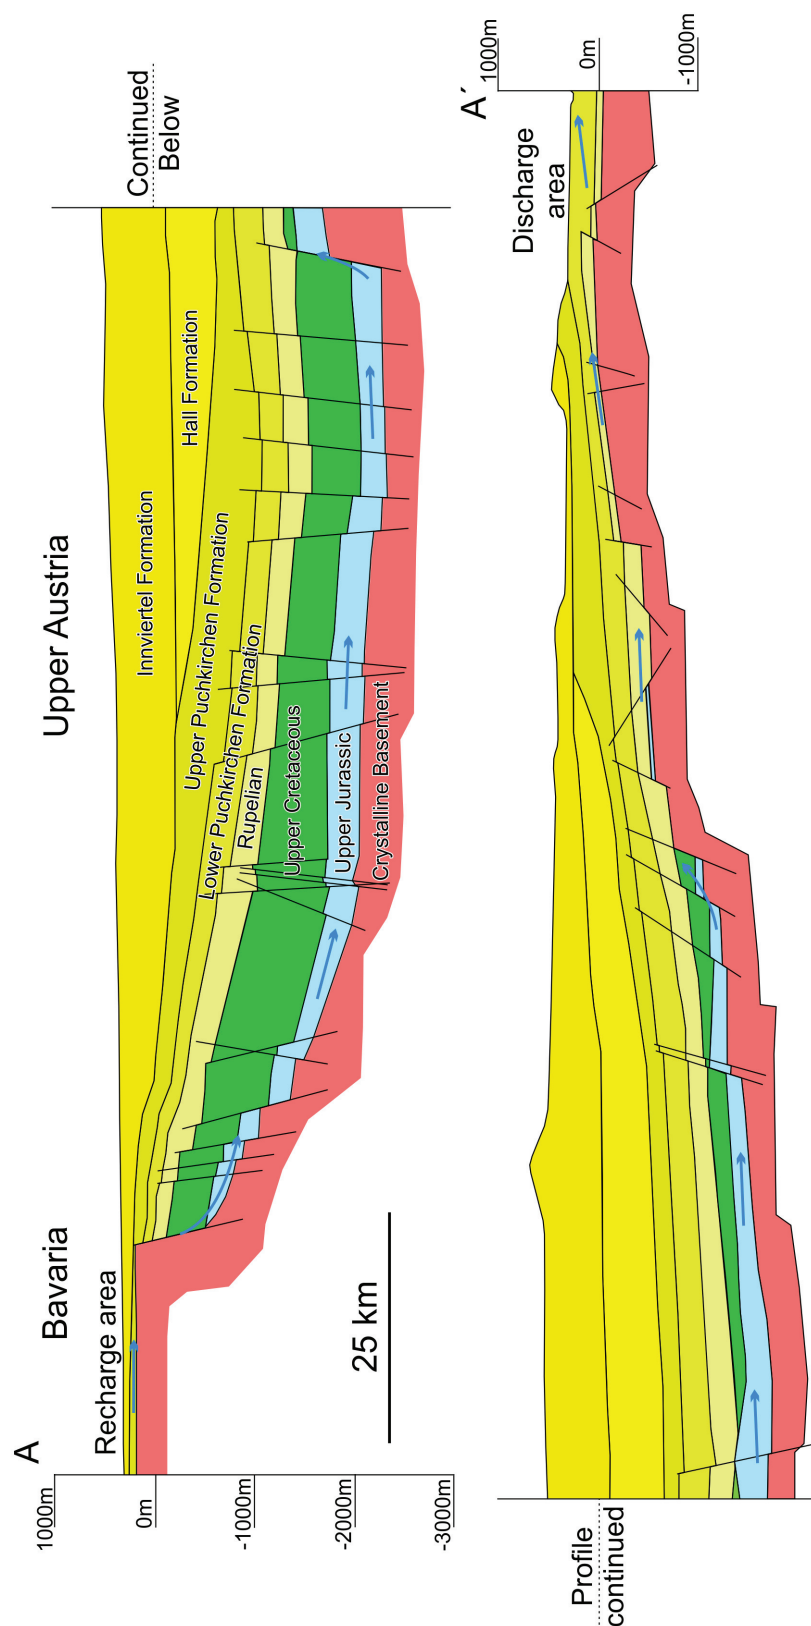 A
Bavaria
Upper Austria
Continued
Below
Recharge area
1000m
0m
-1000m
-2000m
-3000m
Innviertel Formation
Hall Formation
Upper Puchkirchen Formation
Lower Puchkirchen Formation
Rupelian
Upper Cretaceous
Upper Jurassic
Crystalline Basement
25 km
A´
Discharge
area
1000m
0m
-1000m
Profile
continued